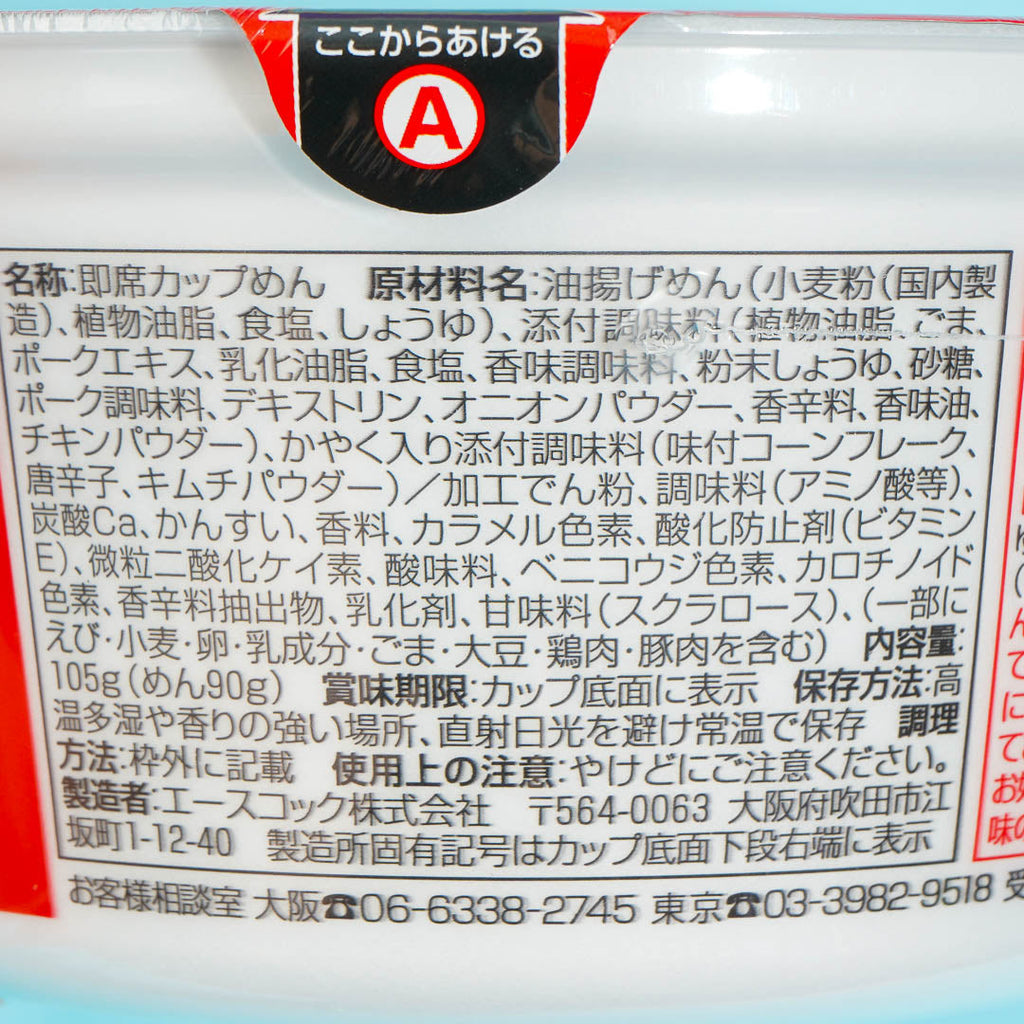 ここからあける
A
名称:即席カップめん 原材料名:油揚げめん(小麦粉(国内製
造)、植物油脂、食塩、しょうゆ)、添付調味料(植物油脂、ごま、
ポークエキス、乳化油脂、食塩、香味調味料、粉末しょうゆ、砂糖、
ポーク調味料、デキストリン、オニオンパウダー、香辛料、香味油、
チキンパウダー)、かやく入り添付調味料(味付コーンフレーク、
唐辛子、キムチパウダー)/加工でん粉、調味料(アミノ酸等)、
炭酸Ca、かんすい、香料、カラメル色素、酸化防止剤(ビタミン
E)、微粒二酸化ケイ素、酸味料、ベニコウジ色素、カロチノイド
色素、香辛料抽出物、乳化剤、甘味料(スクラロース)、(一部に
えび・小麦・卵・乳成分・ごま・大豆・鶏肉・豚肉を含む) 内容量:
105g(めん90g) 賞味期限:カップ底面に表示 保存方法:高
温多湿や香りの強い場所、直射日光を避け常温で保存 調理
方法:枠外に記載 使用上の注意:やけどにご注意ください。
製造者:エースコック株式会社 〒564-0063 大阪府吹田市江
坂町1-12-40 製造所固有記号はカップ底面下段右端に表示
お客様相談室 大阪☎06-6338-2745 東京☎03-3982-9518 受